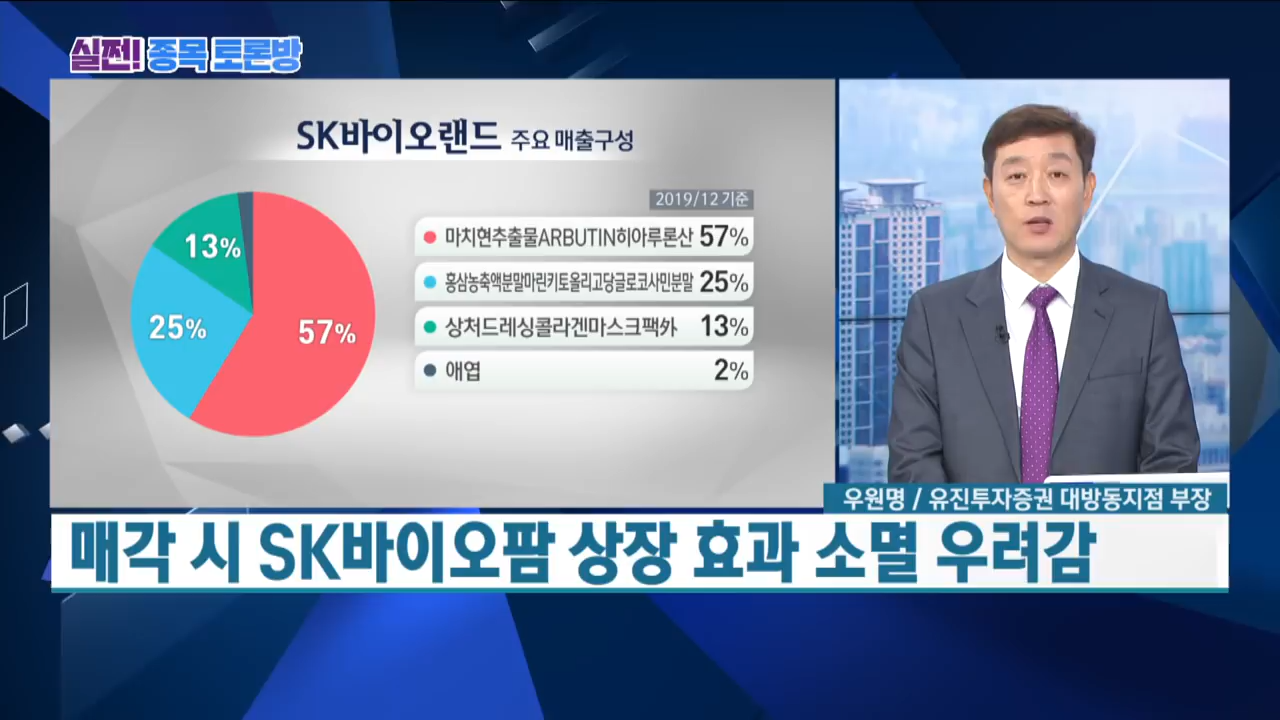 실쩐! 종목 토론방
SK바이오랜드 주요 매출구성
2019/12 기준
13%
25%
57%
마치현추출물ARBUTIN히아루론산 57%
홍삼농축액분말마린키토올리고당글로코사민분말 25%
상처드레싱콜라겐마스크팩外 13%
애엽 2%
우원명 / 유진투자증권 대방동지점 부장
매각 시 SK바이오팜 상장 효과 소멸 우려감